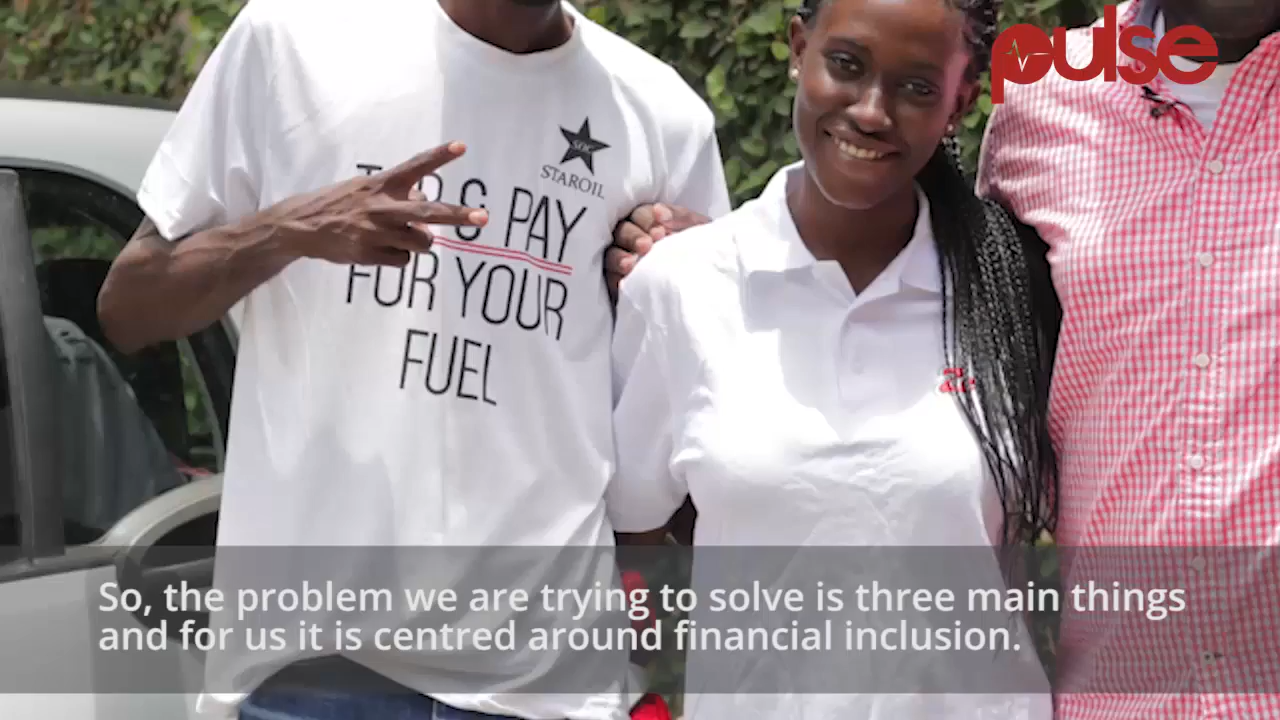 pulse
SOC
STAROIL
& PAY
FOR YOUR
FUEL
So, the problem we are trying to solve is three main things
and for us it is centred around financial inclusion.